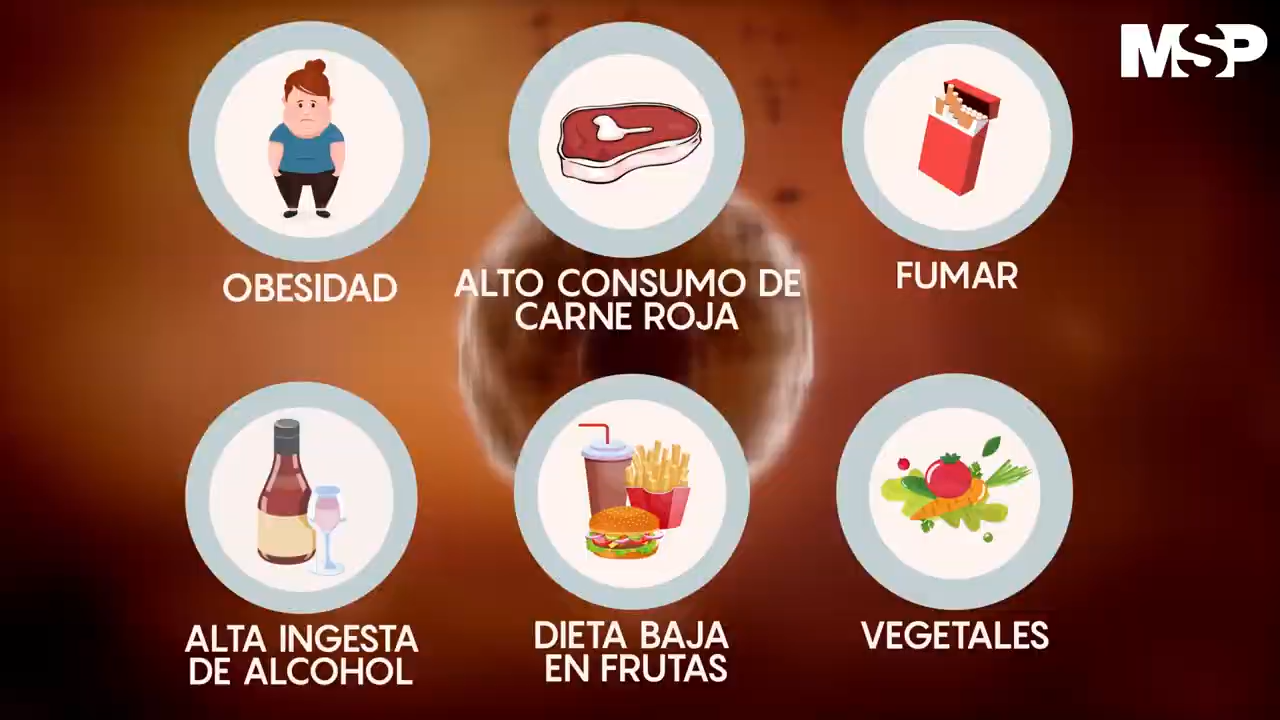 MSP
OBESIDAD
ALTO CONSUMO DE
CARNE ROJA
FUMAR
ALTA INGESTA
DE ALCOHOL
DIETA BAJA
EN FRUTAS
VEGETALES